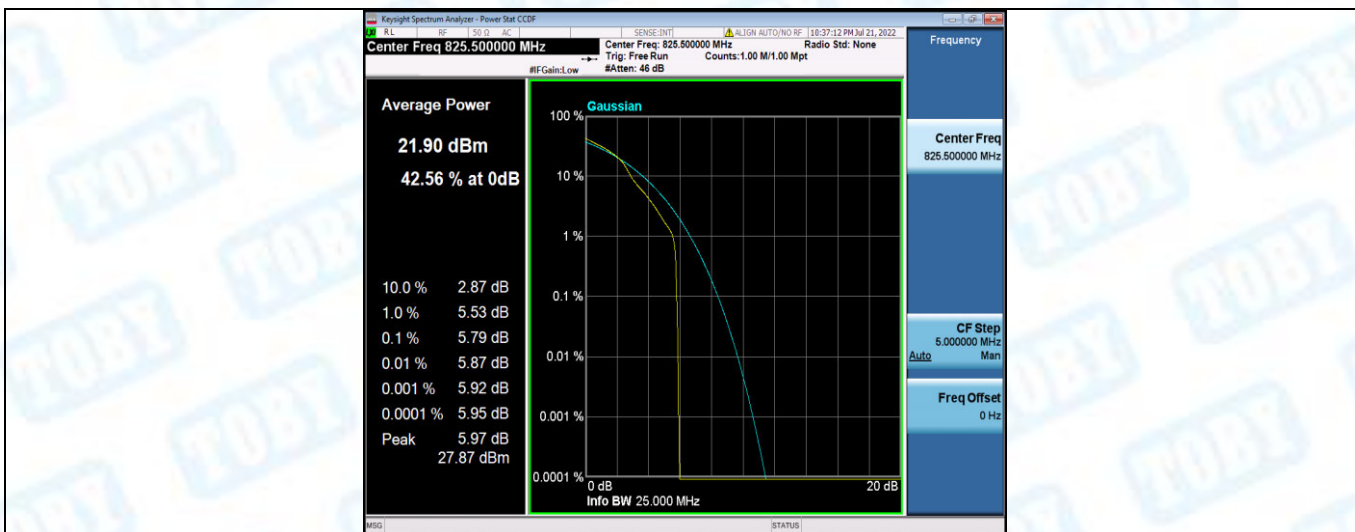 Keysight Spectrum Analyzer - Power Stat CCDF
RL RF 50 Ω AC SENSE:INT ALIGN AUTO/NO RF 10:37:12 PM Jul 21, 2022
Center Freq 825.500000 MHz
Center Freq: 825.500000 MHz Radio Std: None
Trig: Free Run Counts:1.00 M/1.00 Mpt
#IFGain:Low #Atten: 46 dB
Frequency
Average Power
21.90 dBm
42.56 % at 0dB
10.0 % 2.87 dB
1.0 % 5.53 dB
0.1 % 5.79 dB
0.01 % 5.87 dB
0.001 % 5.92 dB
0.0001 % 5.95 dB
Peak 5.97 dB
27.87 dBm
Gaussian
100 %
10 %
1 %
0.1 %
0.01 %
0.001 %
0.0001 %
0 dB 20 dB
Info BW 25.000 MHz
Center Freq
825.500000 MHz
CF Step
5.000000 MHz
Auto Man
Freq Offset
0 Hz
MSG STATUS
TOBY
TOBY
TOBY
TOBY
TOBY
TOBY